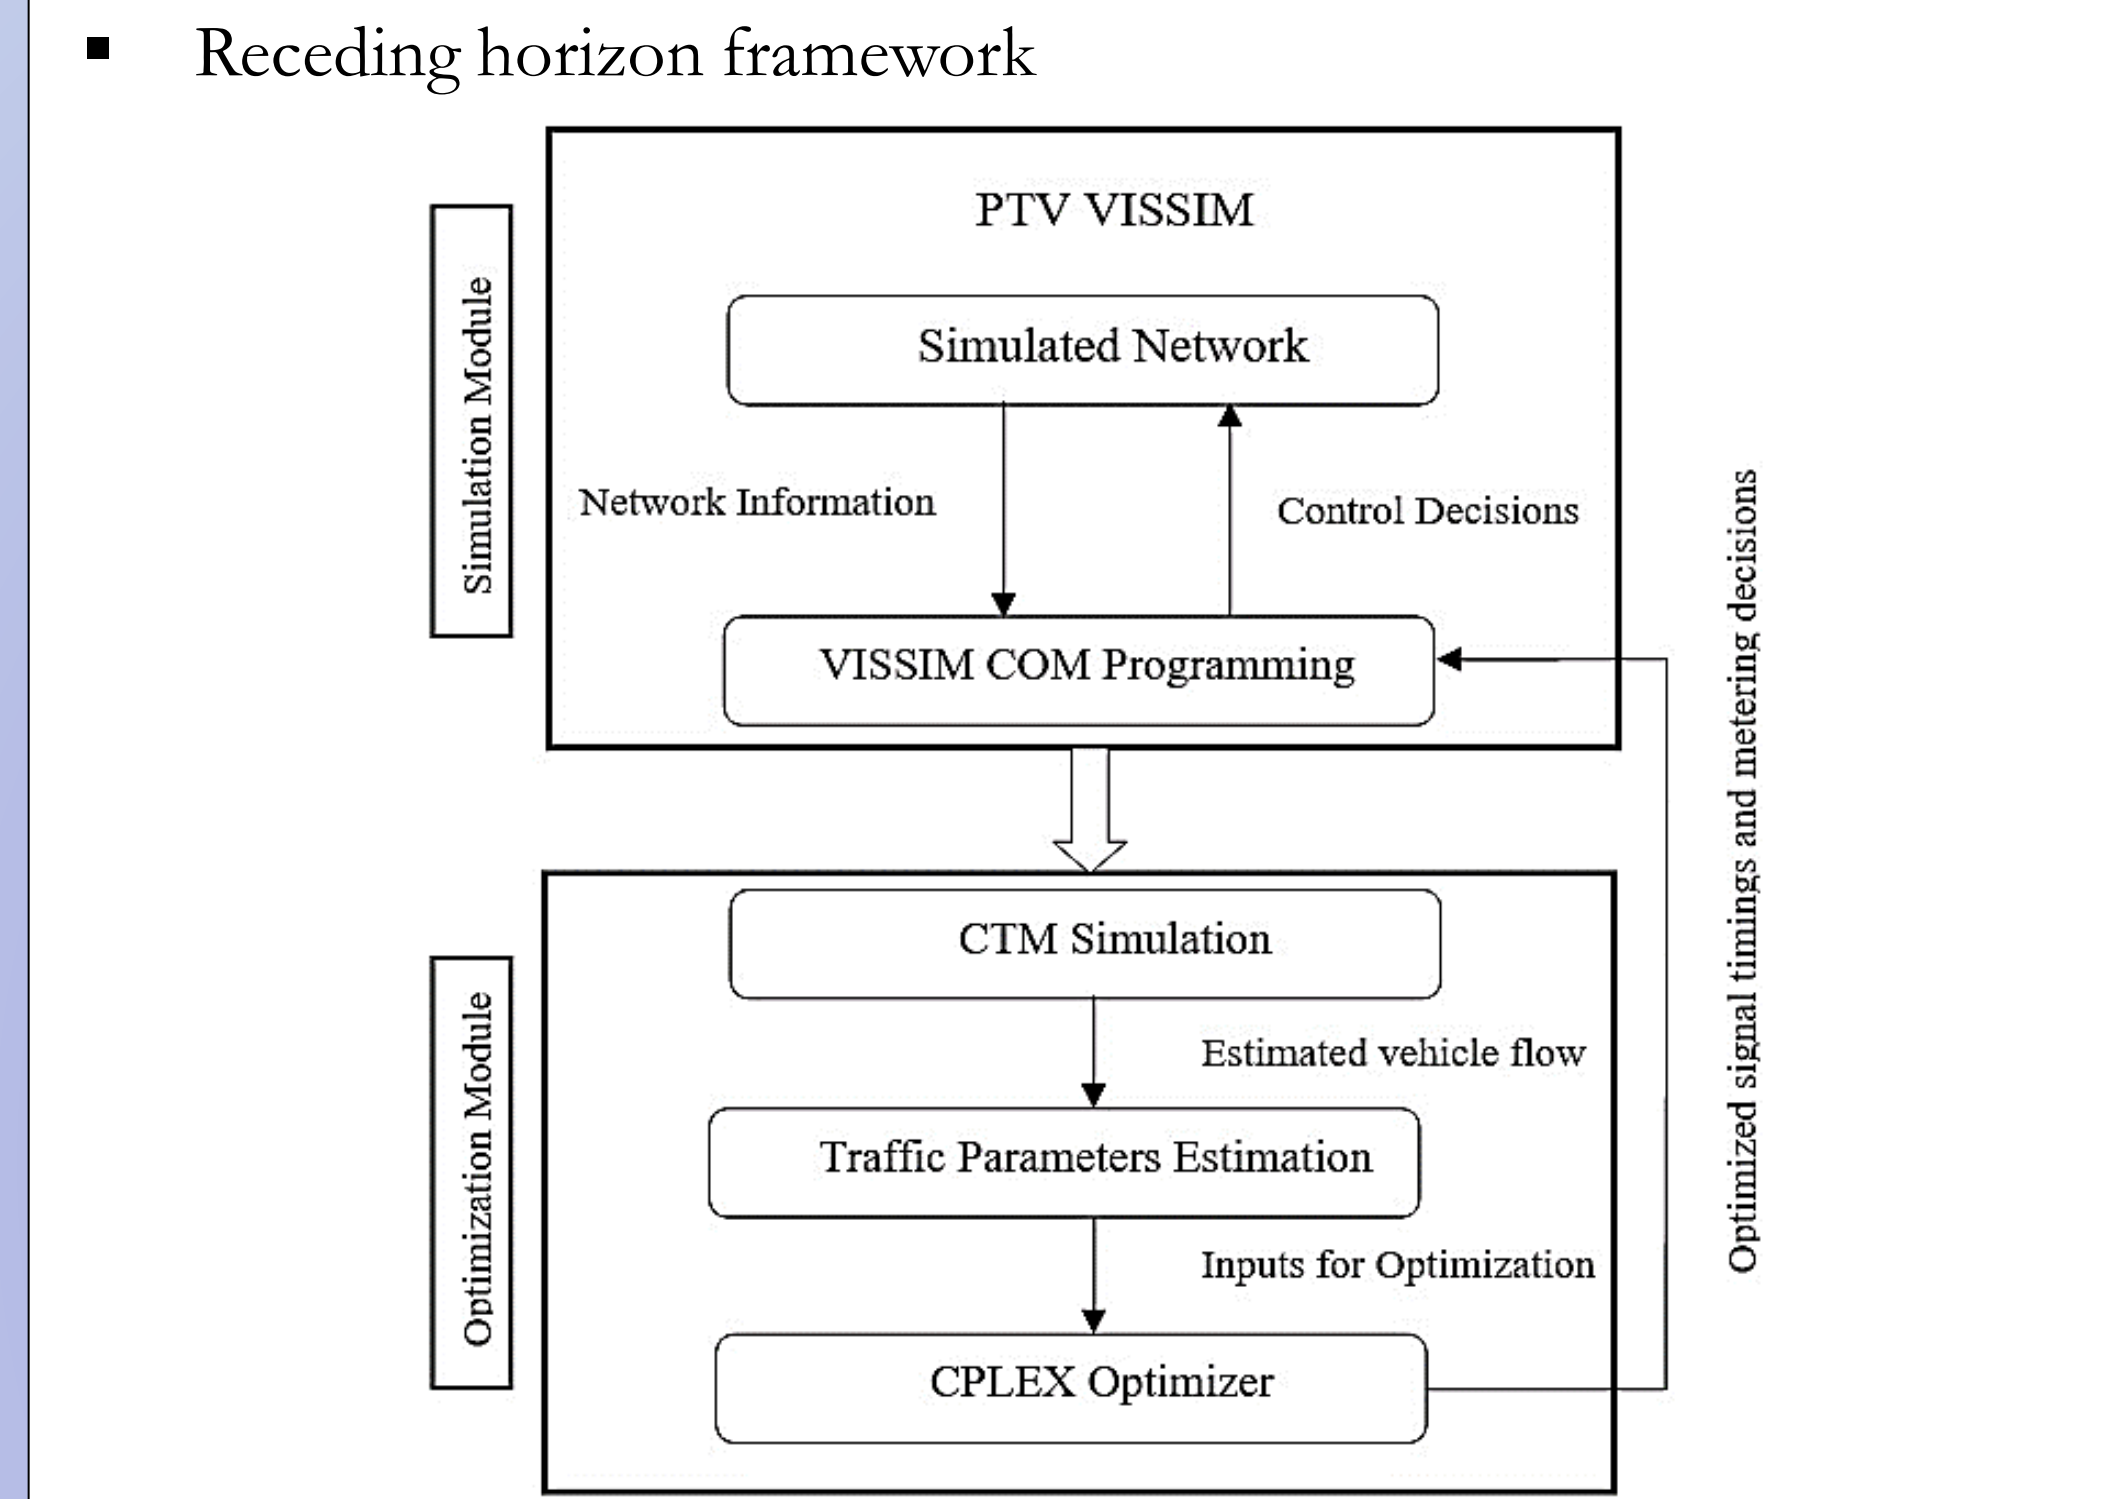 ▪ Receding horizon framework
PTV VISSIM
Simulation Module
Simulated Network
Network Information
Control Decisions
VISSIM COM Programming
Optimized signal timings and metering decisions
CTM Simulation
Optimization Module
Estimated vehicle flow
Traffic Parameters Estimation
Inputs for Optimization
CPLEX Optimizer